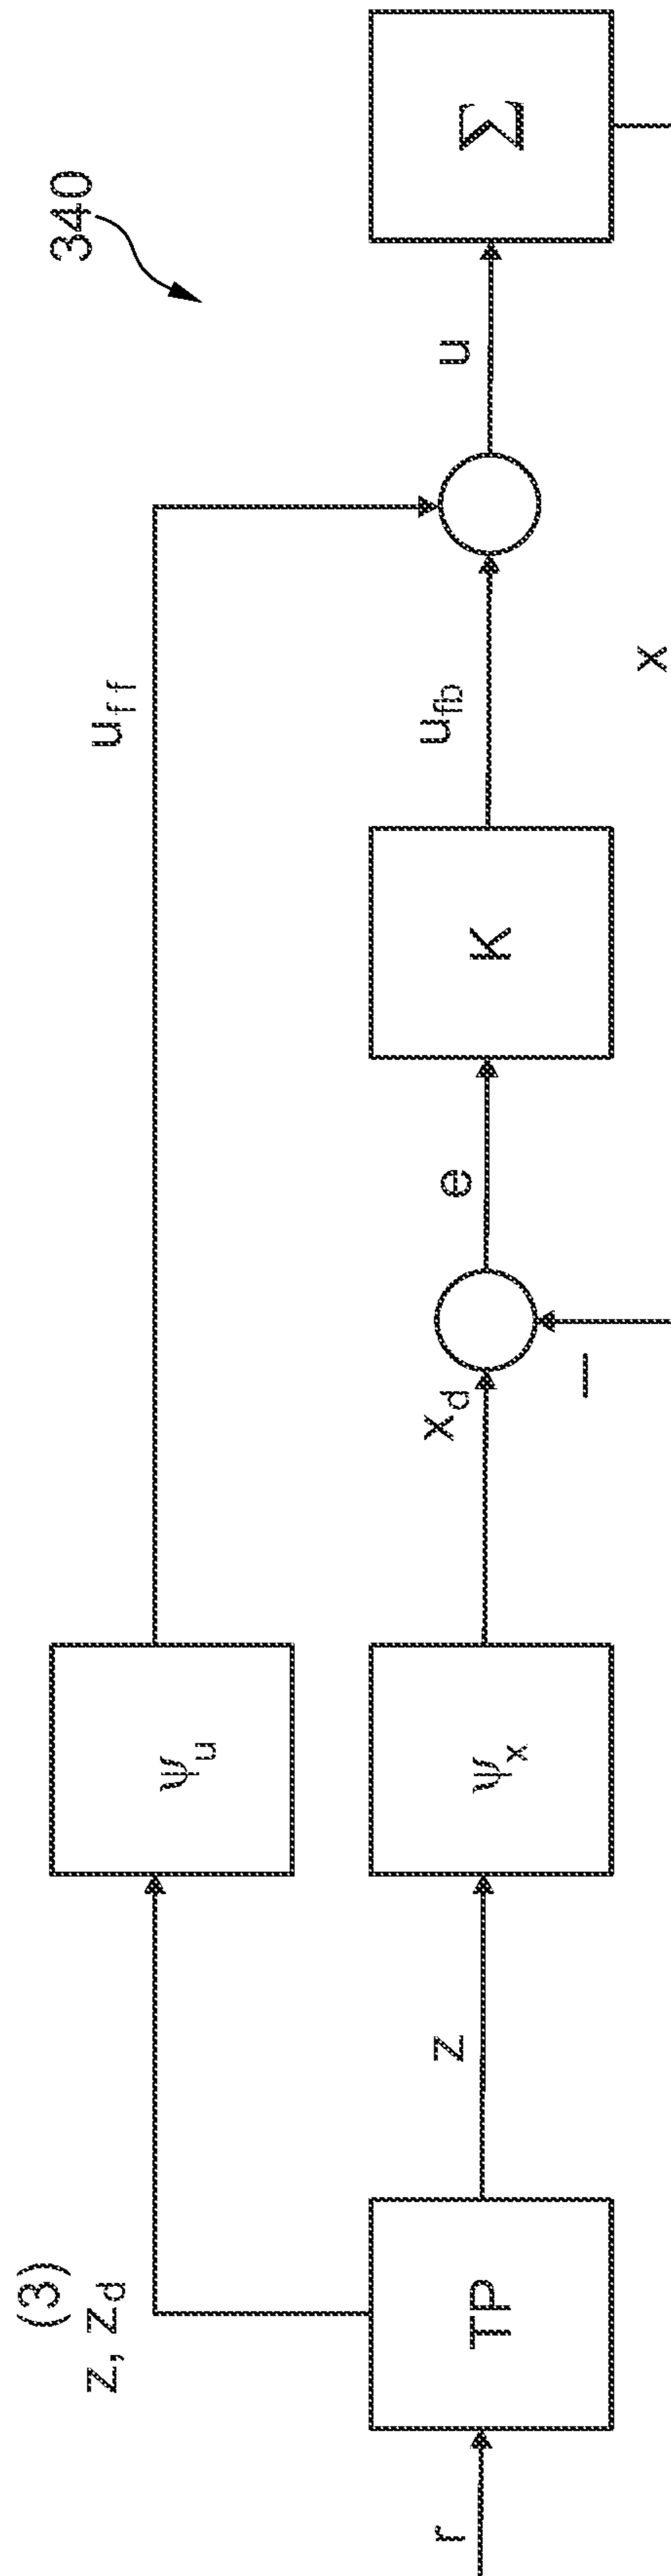 340
(3)
z, z_d
u_ff
r
TP
z
ψ_u
ψ_x
x_d
−
e
K
u_fb
u
Σ
x